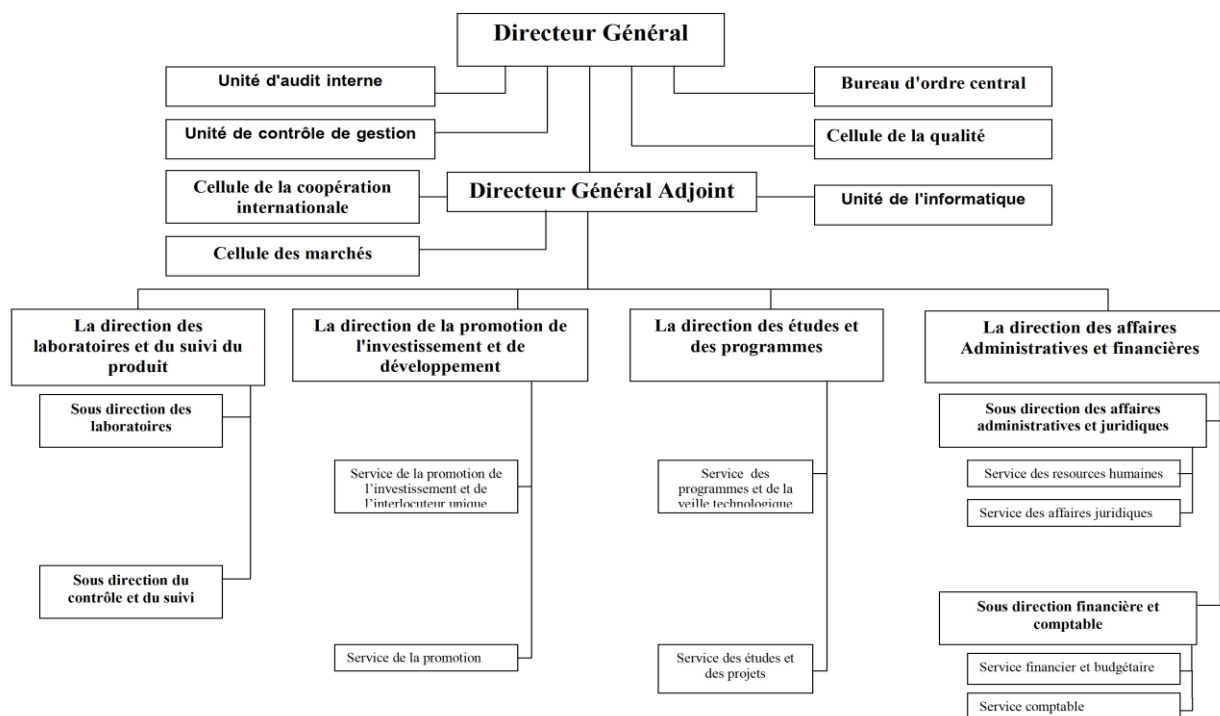 Directeur Général
Unité d'audit interne
Bureau d'ordre central
Unité de contrôle de gestion
Cellule de la qualité
Cellule de la coopération
internationale
Directeur Général Adjoint
Unité de l'informatique
Cellule des marchés
La direction des
laboratoires et du suivi du
produit
La direction de la promotion de
l'investissement et de
développement
La direction des études et
des programmes
La direction des affaires
Administratives et financières
Sous direction des
laboratoires
Sous direction des affaires
administratives et juridiques
Service de la promotion de
l’investissement et de
l’interlocuteur unique
Service des
programmes et de la
veille technologique
Service des resources humaines
Service des affaires juridiques
Sous direction du
contrôle et du suivi
Sous direction financière et
comptable
Service de la promotion
Service des études et
des projets
Service financier et budgétaire
Service comptable